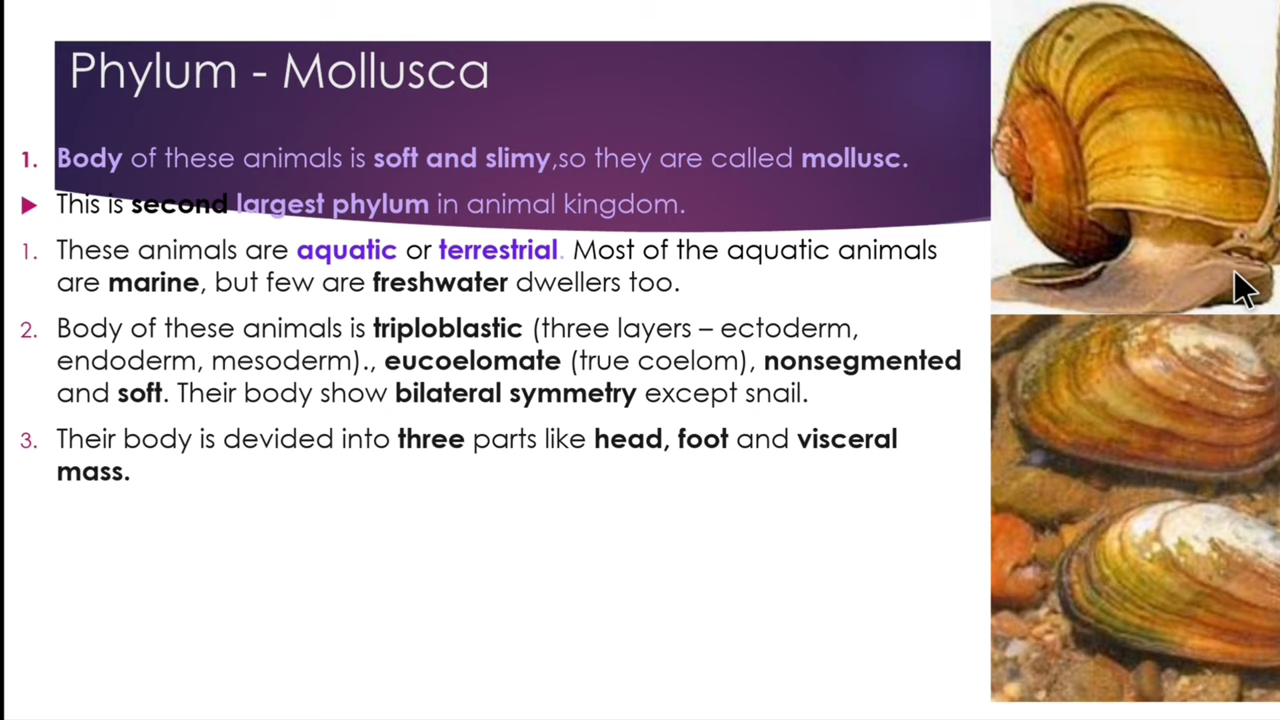 Phylum - Mollusca
1. Body of these animals is soft and slimy,so they are called mollusc.
This is second largest phylum in animal kingdom.
1. These animals are aquatic or terrestrial. Most of the aquatic animals
are marine, but few are freshwater dwellers too.
2. Body of these animals is triploblastic (three layers – ectoderm,
endoderm, mesoderm)., eucoelomate (true coelom), nonsegmented
and soft. Their body show bilateral symmetry except snail.
3. Their body is devided into three parts like head, foot and visceral
mass.